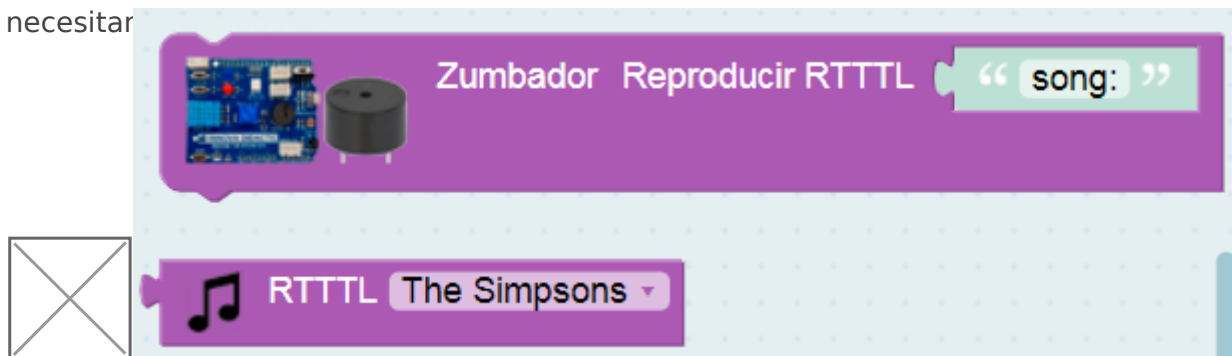 necesitar
Zumbador Reproducir RTTTL “ song: ”
RTTTL The Simpsons